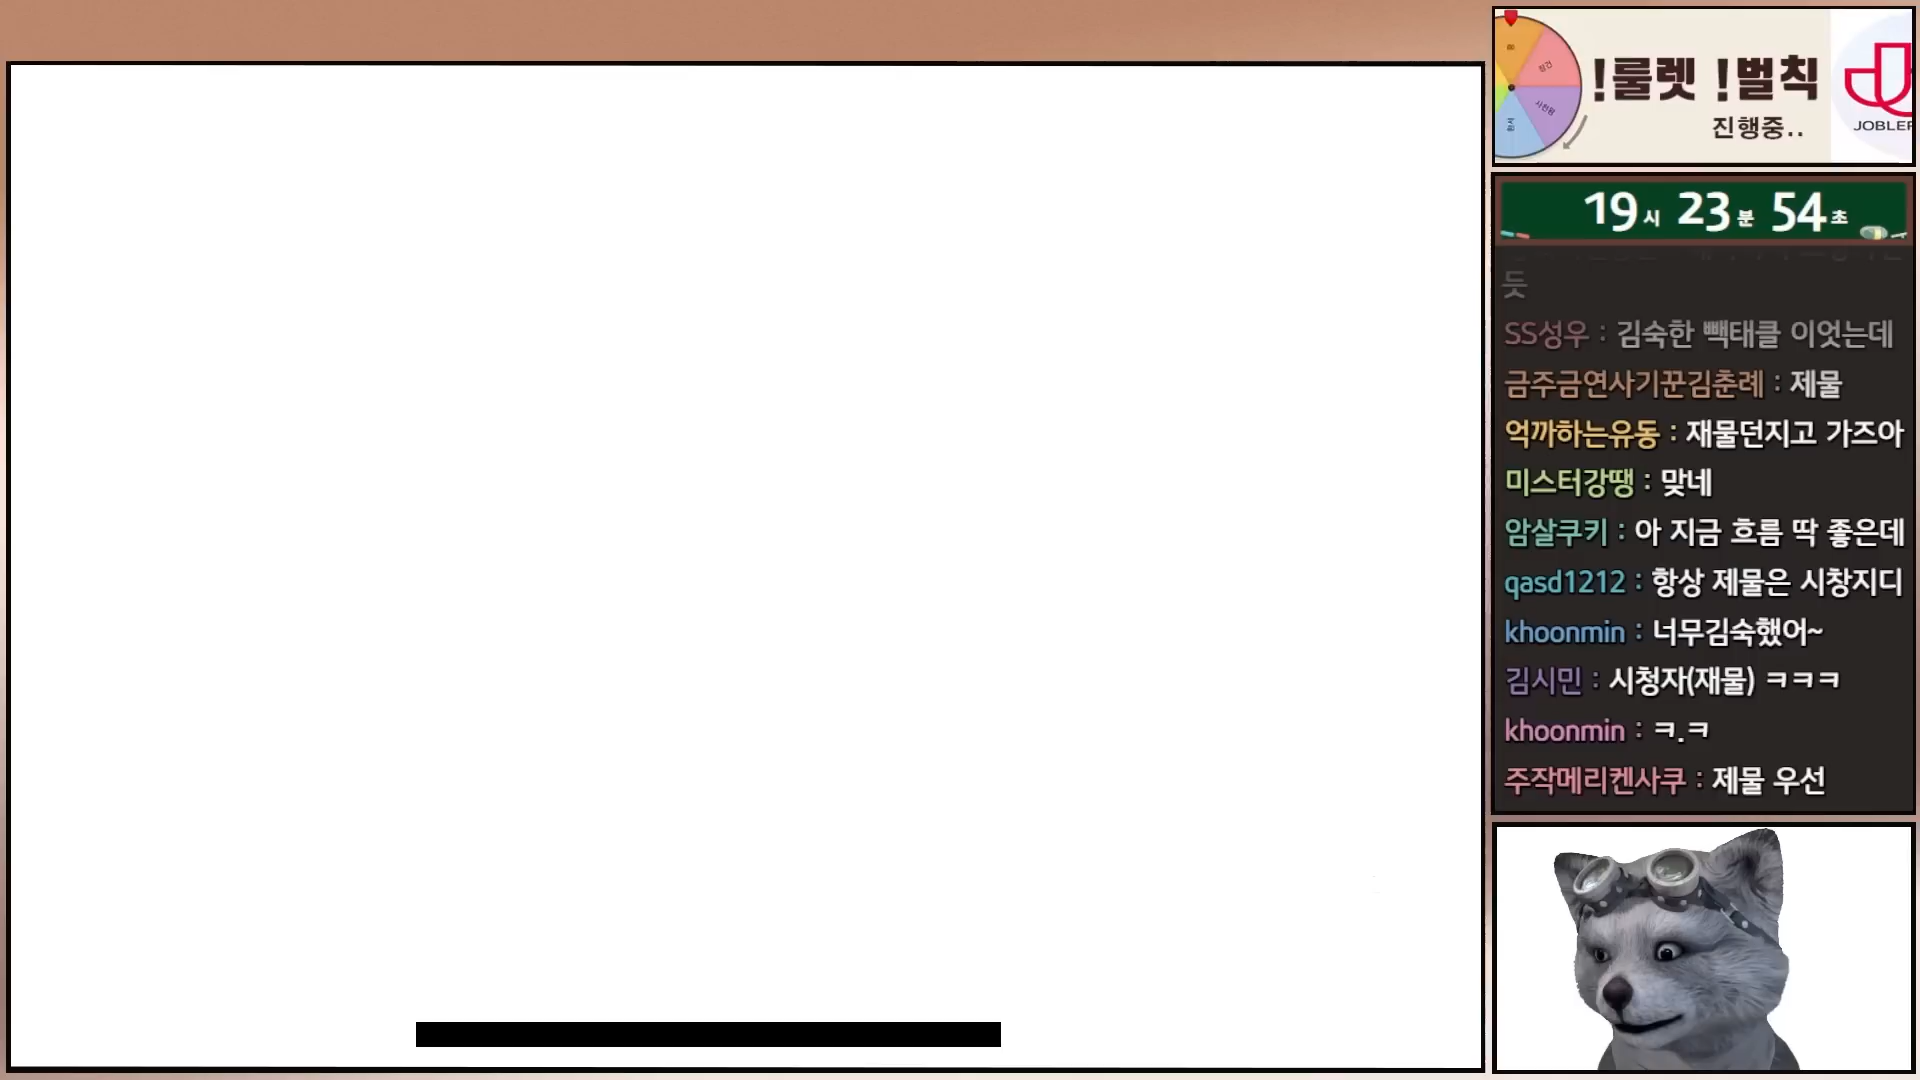 !룰렛 !벌칙
진행중..
JOBLER
19시 23분 54초
듯
SS성우 : 김숙한 빽태클 이엇는데
금주금연사기꾼김춘례 : 제물
억까하는유동 : 재물던지고 가즈아
미스터강땡 : 맞네
암살쿠키 : 아 지금 흐름 딱 좋은데
qasd1212 : 항상 제물은 시창지디
khoonmin : 너무김숙했어~
김시민 : 시청자(재물) ㅋㅋㅋ
khoonmin : ㅋ.ㅋ
주작메리켄사쿠 : 제물 우선